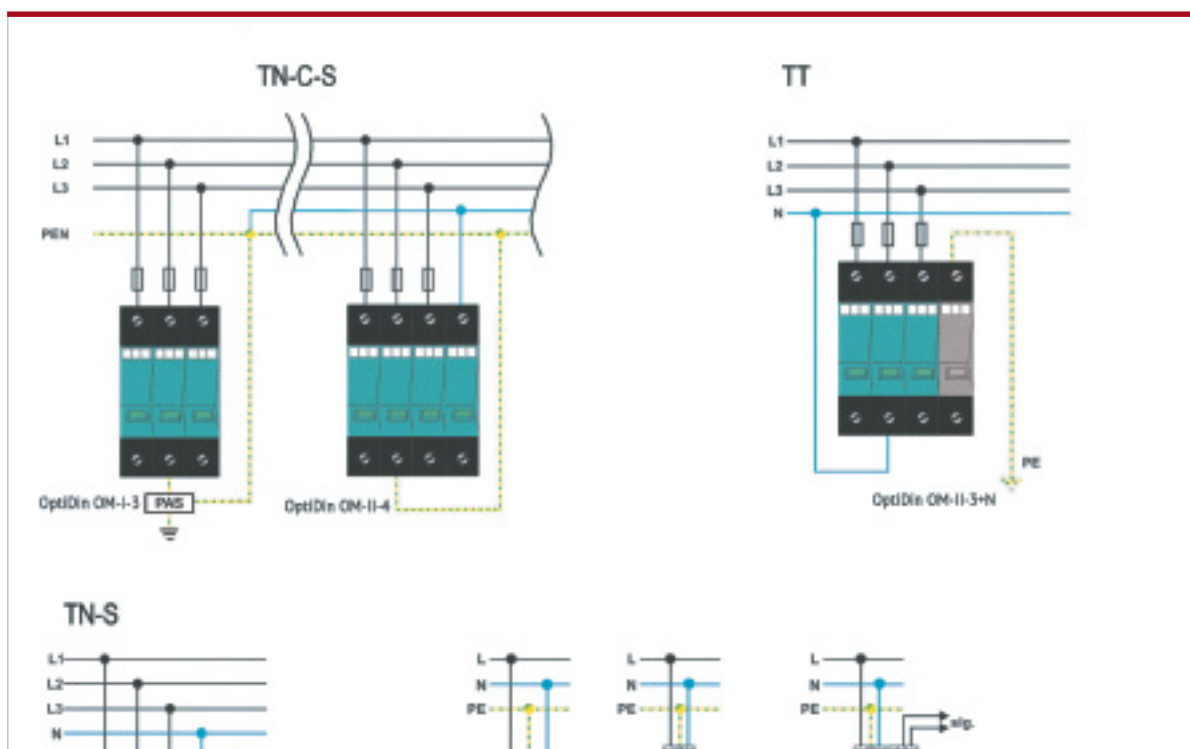 TN-C-S
L1
L2
L3
PEN
OptiDin OM-I-3
PAS
OptiDin OM-II-4
TT
L1
L2
L3
N
PE
OptiDin OM-II-3+N
TN-S
L1
L2
L3
N
L
N
PE
L
N
PE
L
N
PE
sig.